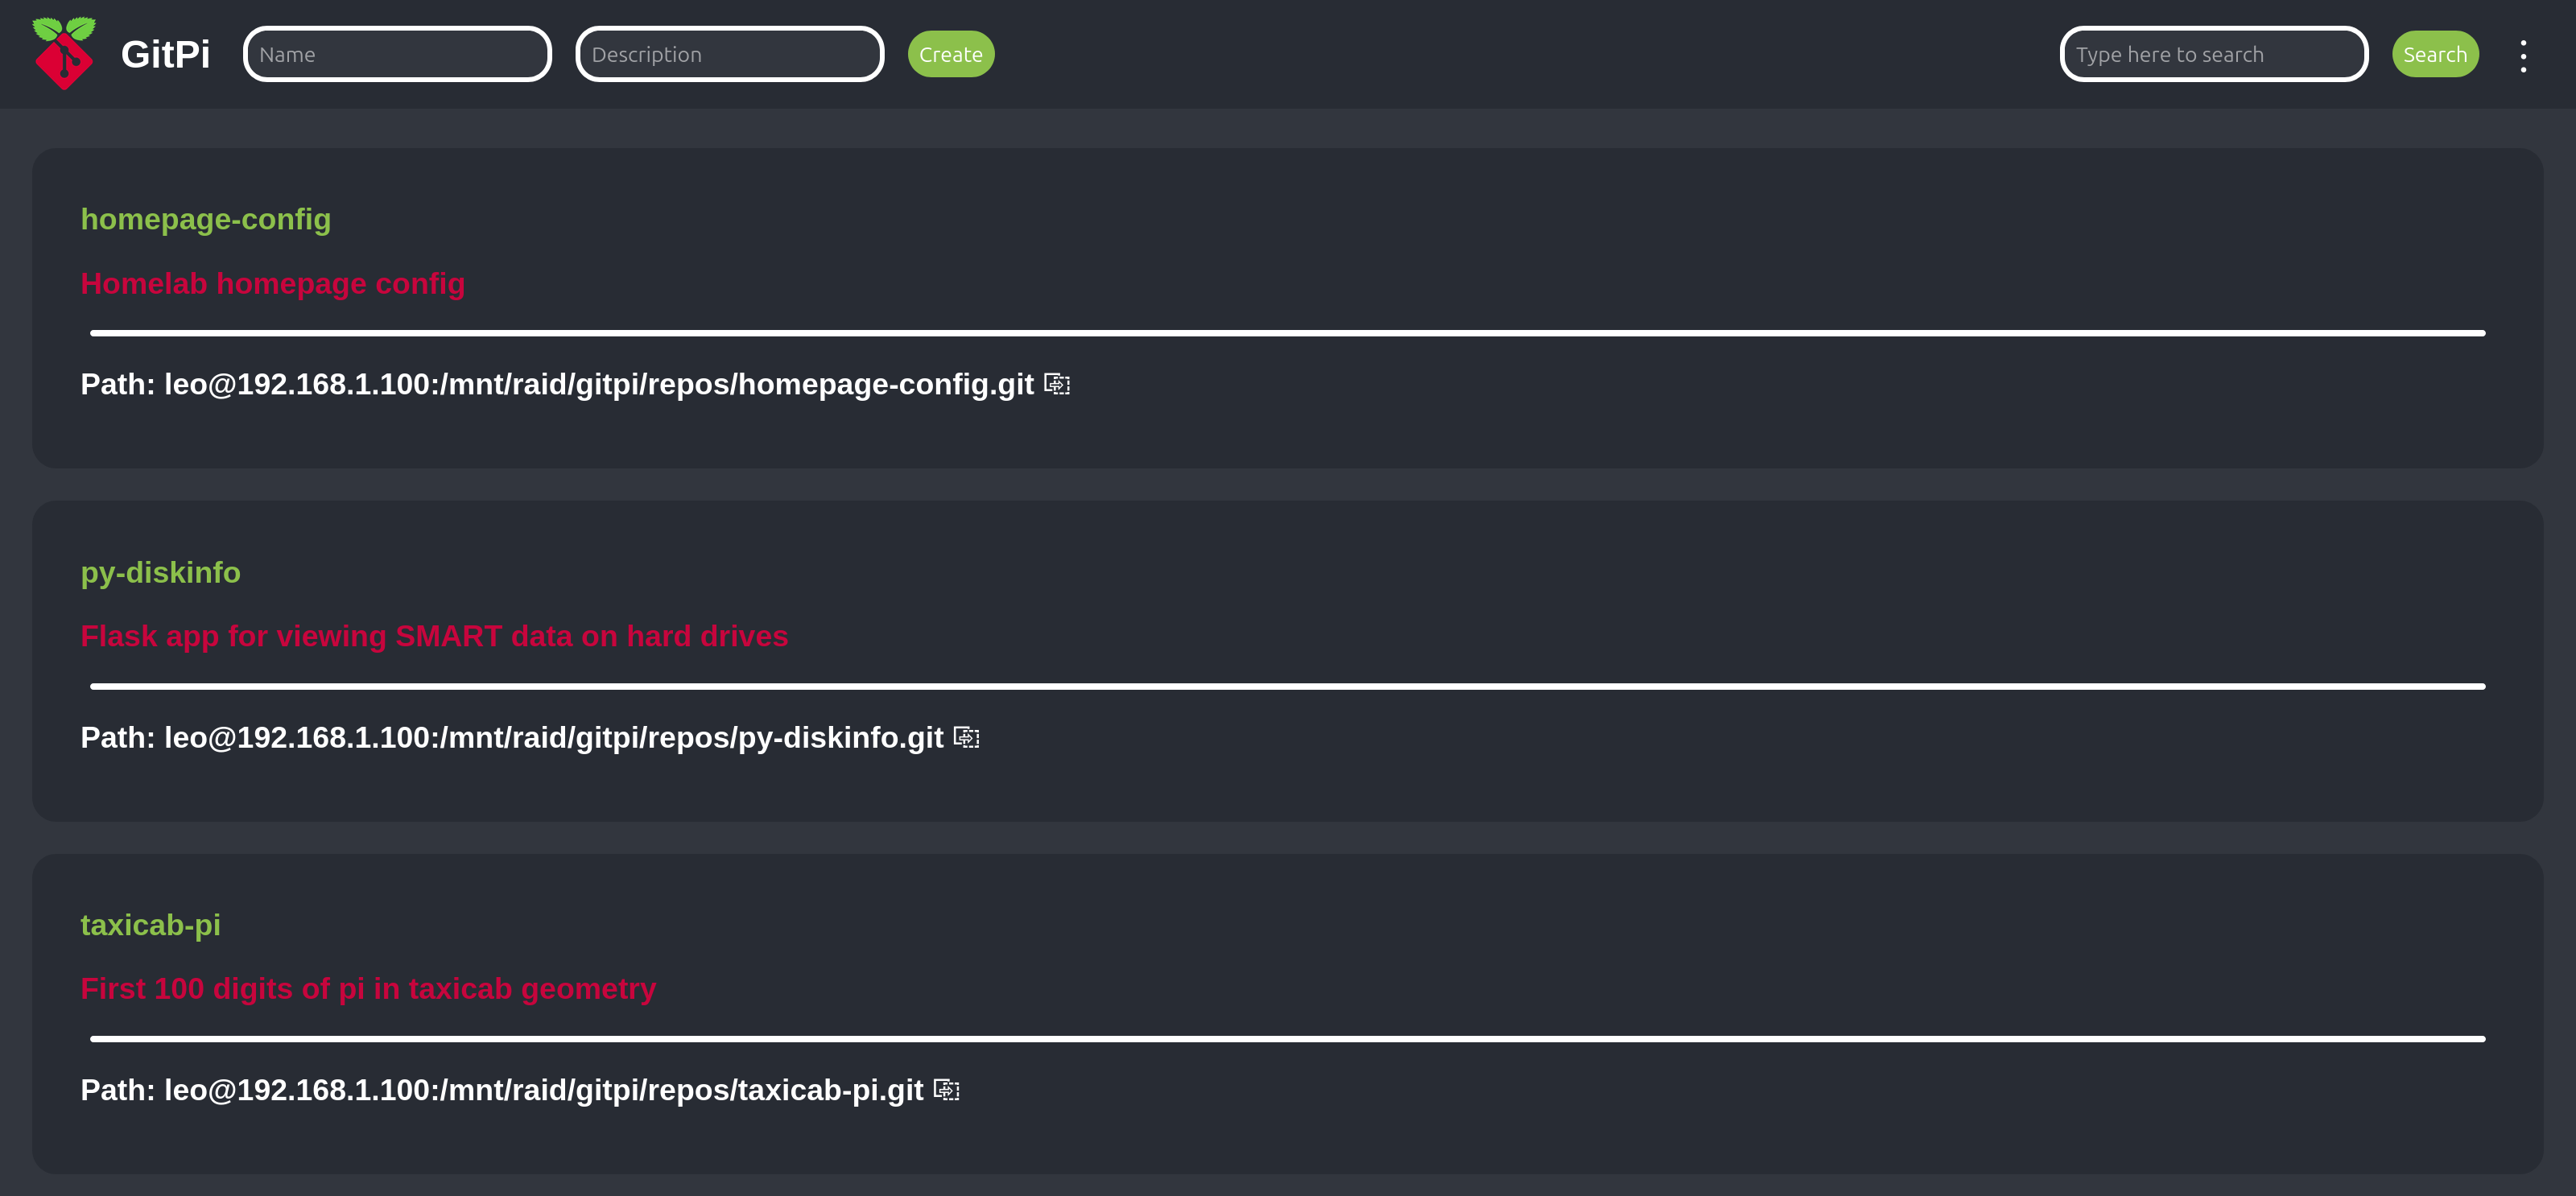 GitPi Name Description Create Type here to search Search
homepage-config
Homelab homepage config
Path: leo@192.168.1.100:/mnt/raid/gitpi/repos/homepage-config.git
py-diskinfo
Flask app for viewing SMART data on hard drives
Path: leo@192.168.1.100:/mnt/raid/gitpi/repos/py-diskinfo.git
taxicab-pi
First 100 digits of pi in taxicab geometry
Path: leo@192.168.1.100:/mnt/raid/gitpi/repos/taxicab-pi.git